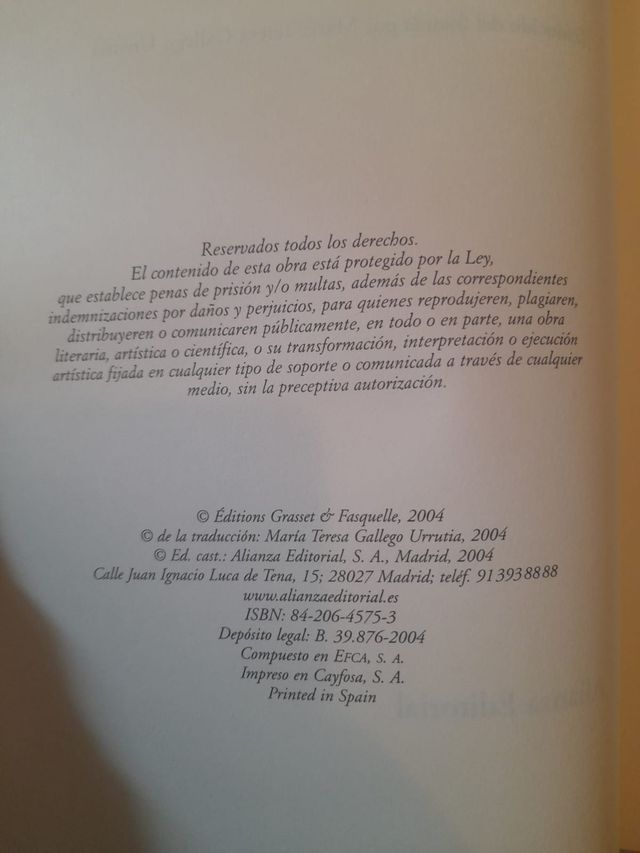 Reservados todos los derechos.
El contenido de esta obra está protegido por la Ley,
que establece penas de prisión y/o multas, además de las correspondientes
indemnizaciones por daños y perjuicios, para quienes reprodujeren, plagiaren,
distribuyeren o comunicaren públicamente, en todo o en parte, una obra
literaria, artística o científica, o su transformación, interpretación o ejecución
artística fijada en cualquier tipo de soporte o comunicada a través de cualquier
medio, sin la preceptiva autorización.
© Éditions Grasset & Fasquelle, 2004
© de la traducción: María Teresa Gallego Urrutia, 2004
© Ed. cast.: Alianza Editorial, S. A., Madrid, 2004
Calle Juan Ignacio Luca de Tena, 15; 28027 Madrid; teléf. 913938888
www.alianzaeditorial.es
ISBN: 84-206-4575-3
Depósito legal: B. 39.876-2004
Compuesto en EFCA, S. A.
Impreso en Cayfosa, S. A.
Printed in Spain